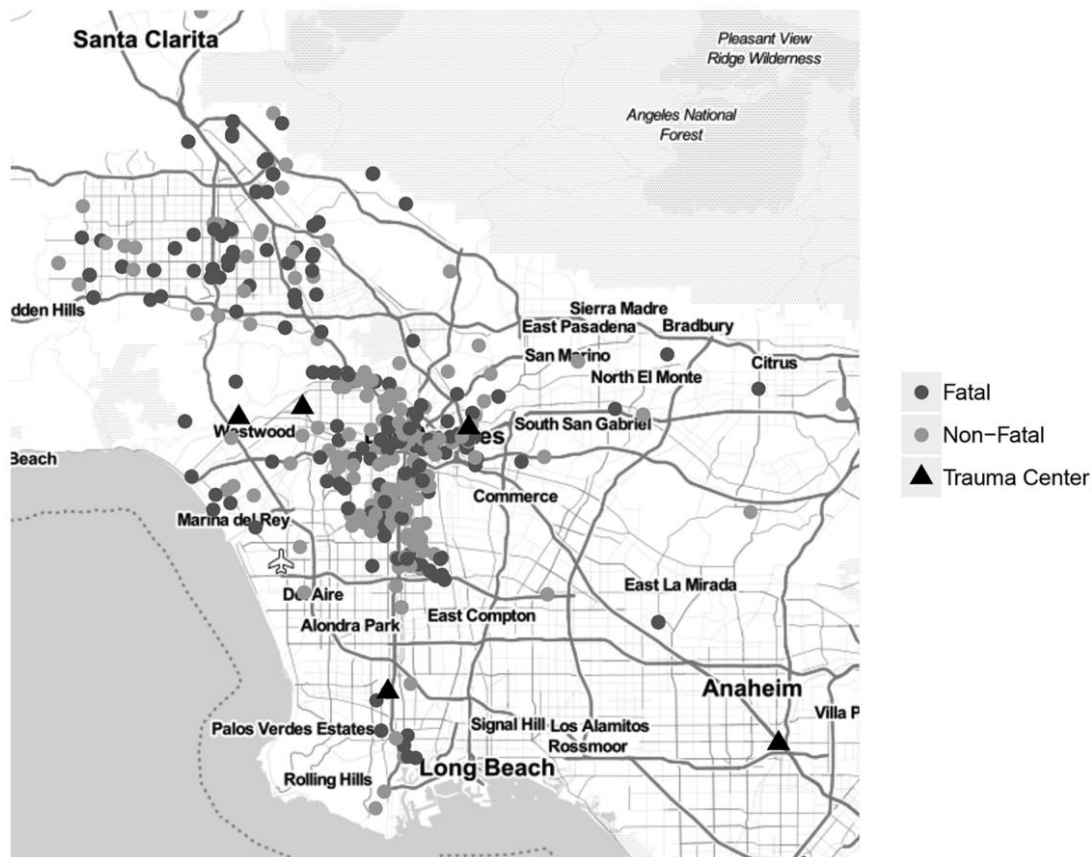 Santa Clarita
Pleasant View
Ridge Wilderness
Angeles National
Forest
dden Hills
Sierra Madre
East Pasadena
Bradbury
San Marino
Citrus
North El Monte
Westwood
South San Gabriel
Beach
Commerce
Marina del Rey
East La Mirada
Del Aire
East Compton
Alondra Park
Anaheim
Villa P
Palos Verdes Estates
Signal Hill
Los Alamitos
Rossmoor
Long Beach
Rolling Hills
Fatal
Non-Fatal
Trauma Center